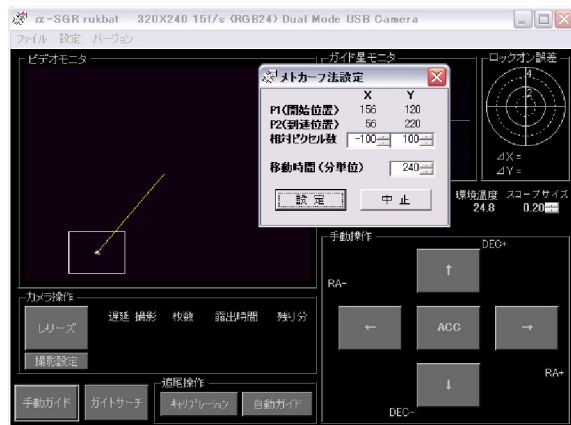 α-SGR rukbat 320X240 15f/s (RGB24) Dual Mode USB Camera
ファイル 設定 バージョン
ビデオモニタ
ガイド星モニタ
ロックオン誤差
メトカーフ法設定
X Y
P1(開始位置) 156 120
P2(到達位置) 56 220
相対ピクセル数 -100 100
移動時間(分単位) 240
設定 中止
4
2
⊿X=
⊿Y=
環境温度 スコープサイズ
24.8 0.20
手動操作
DEC+
RA-
↑
← ACG →
↓
RA+
DEC-
カメラ操作
遅延 撮影 枚数 露出時間 残り分
レリーズ
撮影設定
追尾操作
手動ガイド ガイドサーチ キャリブレーション 自動ガイド